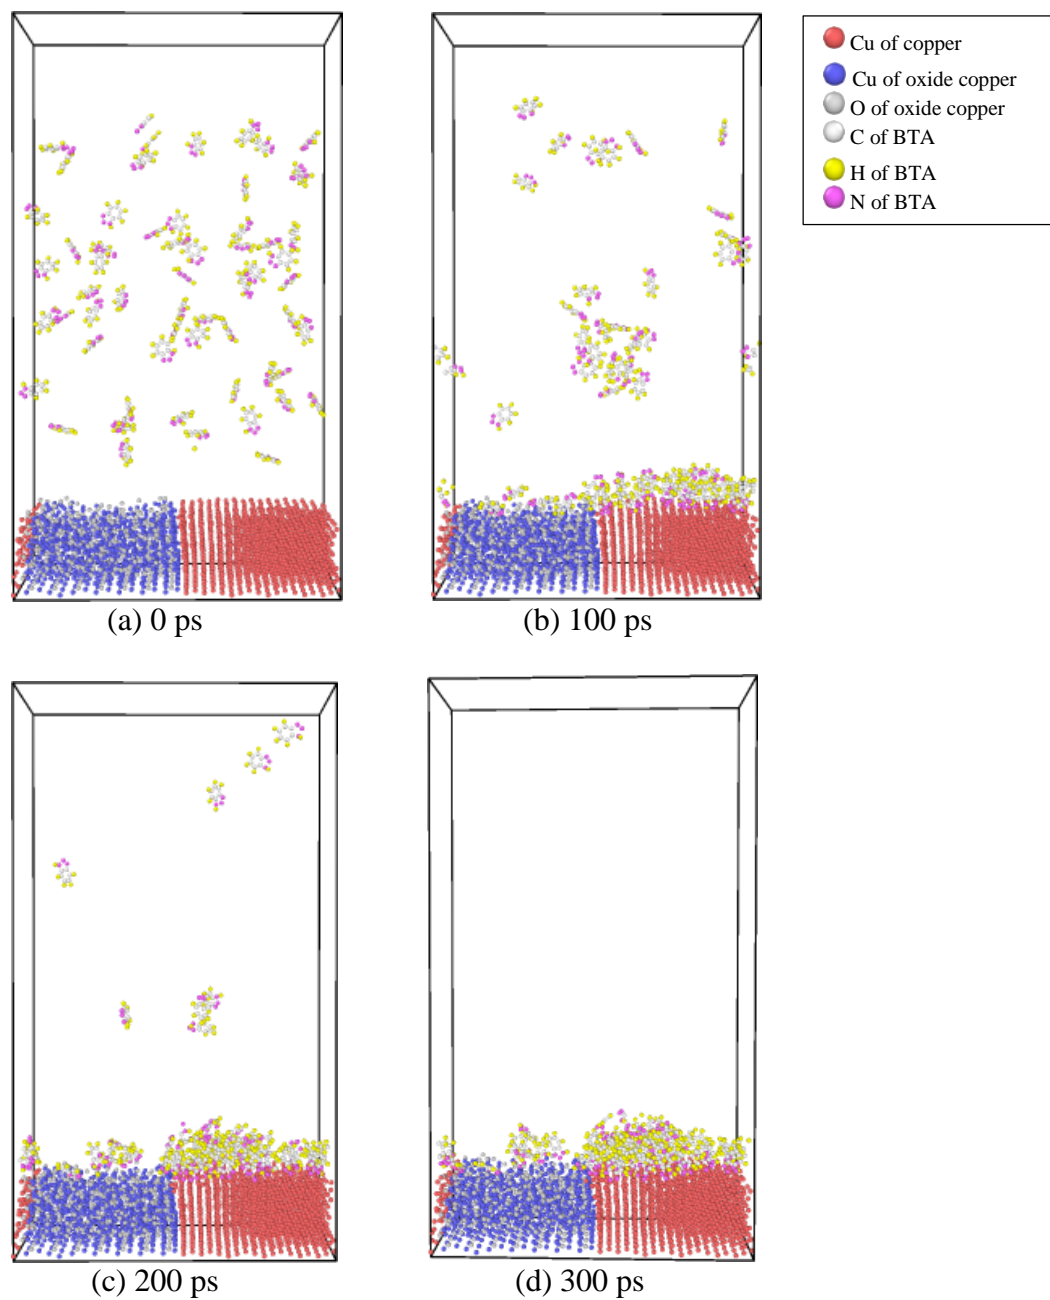 Cu of copper
Cu of oxide copper
O of oxide copper
C of BTA
H of BTA
N of BTA
(a) 0 ps
(b) 100 ps
(c) 200 ps
(d) 300 ps